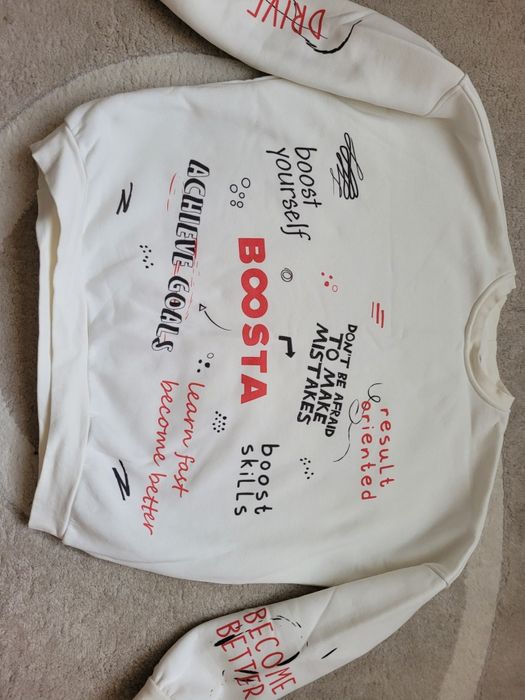 DRIVE
boost
yourself
result
oriented
DON'T BE AFRAID
TO MAKE
MISTAKES
BOOSTA
boost
skills
ACHIEVE GOALS
learn fast
become better
BECOME
BETTER